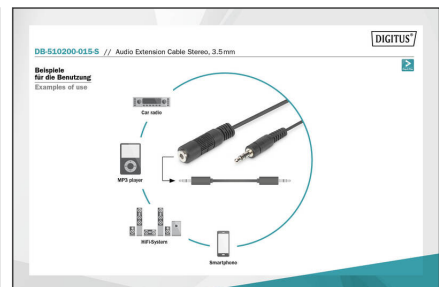 DIGITUS®
DB-510200-015-S // Audio Extension Cable Stereo, 3.5 mm
Beispiele
für die Benutzung
Examples of use
Car radio
MP3 player
HiFi-System
Smartphone